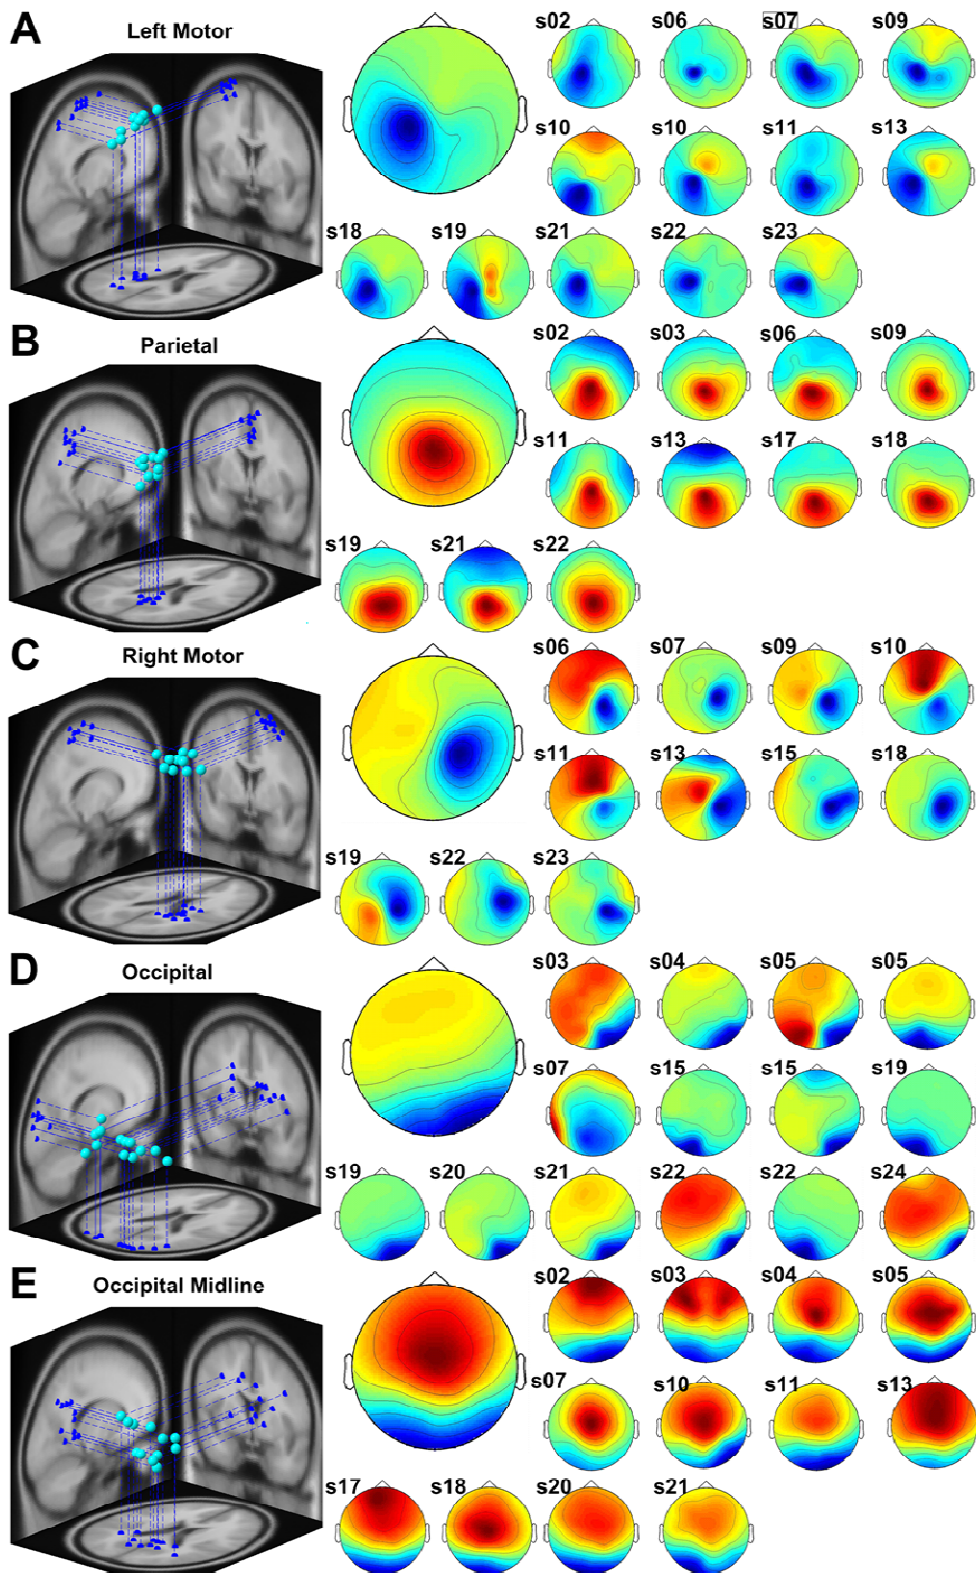 A
Left Motor
s02 s06 s07 s09
s10 s10 s11 s13
s18 s19 s21 s22 s23
B
Parietal
s02 s03 s06 s09
s11 s13 s17 s18
s19 s21 s22
C
Right Motor
s06 s07 s09 s10
s11 s13 s15 s18
s19 s22 s23
D
Occipital
s03 s04 s05 s05
s07 s15 s15 s19
s19 s20 s21 s22 s22 s24
E
Occipital Midline
s02 s03 s04 s05
s07 s10 s11 s13
s17 s18 s20 s21